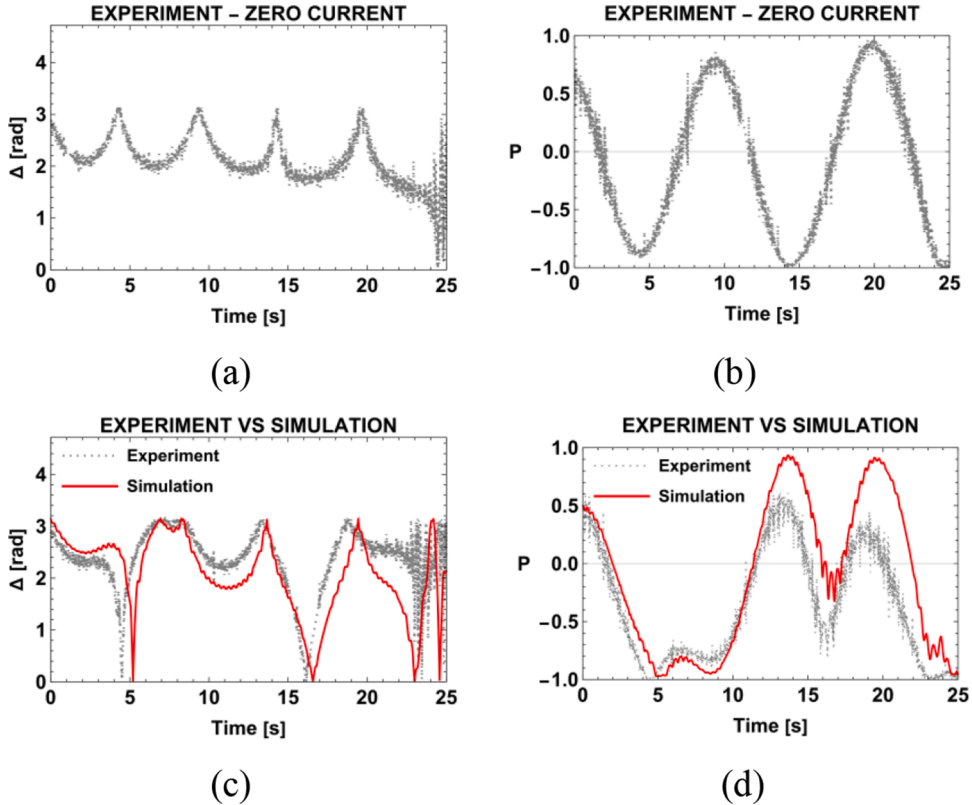 EXPERIMENT – ZERO CURRENT
4
3
2
1
0
Δ [rad]
0 5 10 15 20 25
Time [s]
(a)
EXPERIMENT – ZERO CURRENT
1.0
0.5
0.0
−0.5
−1.0
P
0 5 10 15 20 25
Time [s]
(b)
EXPERIMENT VS SIMULATION
Experiment
Simulation
4
3
2
1
0
Δ [rad]
0 5 10 15 20 25
Time [s]
(c)
EXPERIMENT VS SIMULATION
Experiment
Simulation
1.0
0.5
0.0
−0.5
−1.0
P
0 5 10 15 20 25
Time [s]
(d)